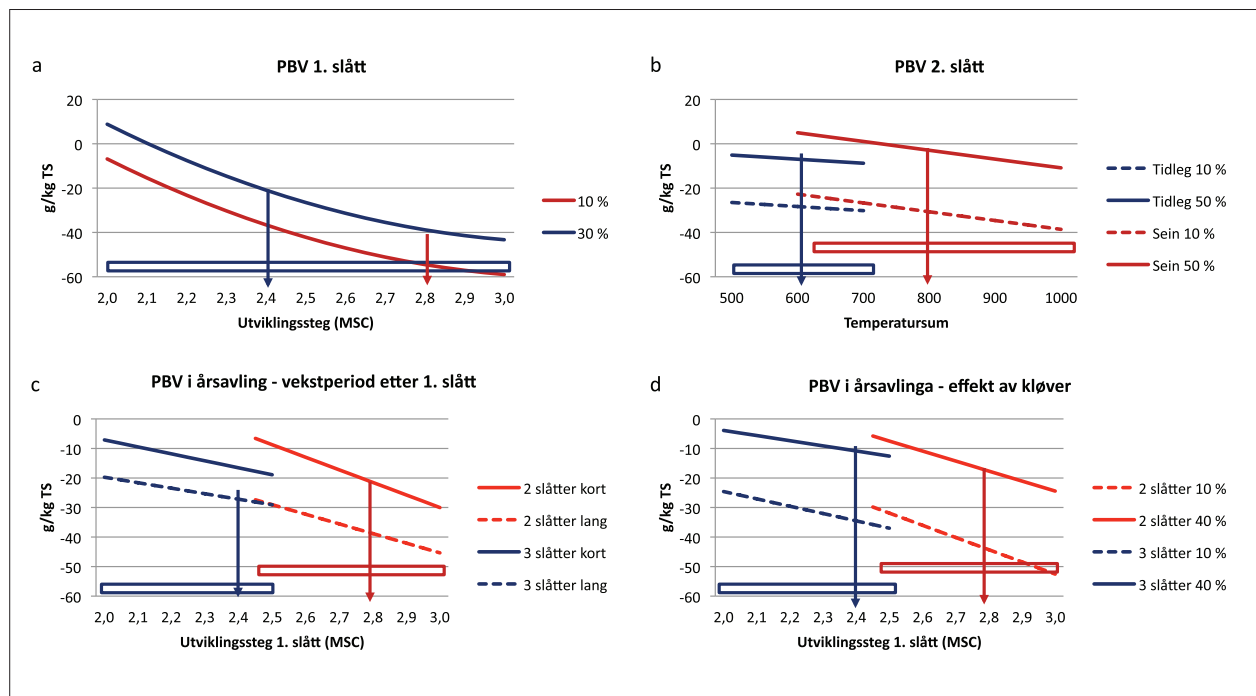 a
PBV 1. slått
20
0
-20
-40
-60
g/kg TS
2,0 2,1 2,2 2,3 2,4 2,5 2,6 2,7 2,8 2,9 3,0
Utviklingssteg (MSC)
10 %
30 %
b
PBV 2. slått
20
0
-20
-40
-60
g/kg TS
500 600 700 800 900 1000
Temperatursum
Tidleg 10 %
Tidleg 50 %
Sein 10 %
Sein 50 %
c
PBV i årsavling - vekstperiod etter 1. slått
0
-10
-20
-30
-40
-50
-60
g/kg TS
2,0 2,1 2,2 2,3 2,4 2,5 2,6 2,7 2,8 2,9 3,0
Utviklingssteg 1. slått (MSC)
2 slåtter kort
2 slåtter lang
3 slåtter kort
3 slåtter lang
d
PBV i årsavlinga - effekt av kløver
0
-10
-20
-30
-40
-50
-60
g/kg TS
2,0 2,1 2,2 2,3 2,4 2,5 2,6 2,7 2,8 2,9 3,0
Utviklingssteg 1. slått (MSC)
2 slåtter 10 %
2 slåtter 40 %
3 slåtter 10 %
3 slåtter 40 %